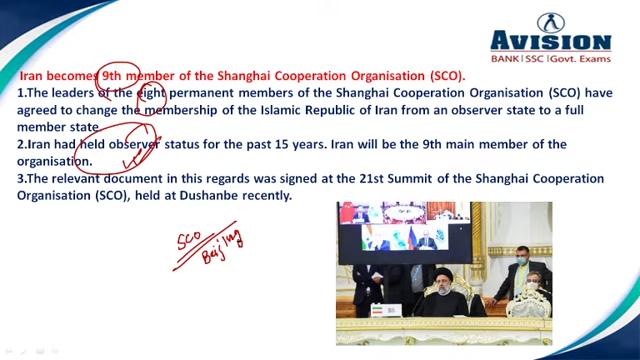 AVISION
BANK|SSC|Govt. Exams
Iran becomes 9th member of the Shanghai Cooperation Organisation (SCO).
1.The leaders of the eight permanent members of the Shanghai Cooperation Organisation (SCO) have
agreed to change the membership of the Islamic Republic of Iran from an observer state to a full
member state
2.Iran had held observer status for the past 15 years. Iran will be the 9th main member of the
organisation.
3.The relevant document in this regards was signed at the 21st Summit of the Shanghai Cooperation
Organisation (SCO), held at Dushanbe recently.
SCO
Beijing